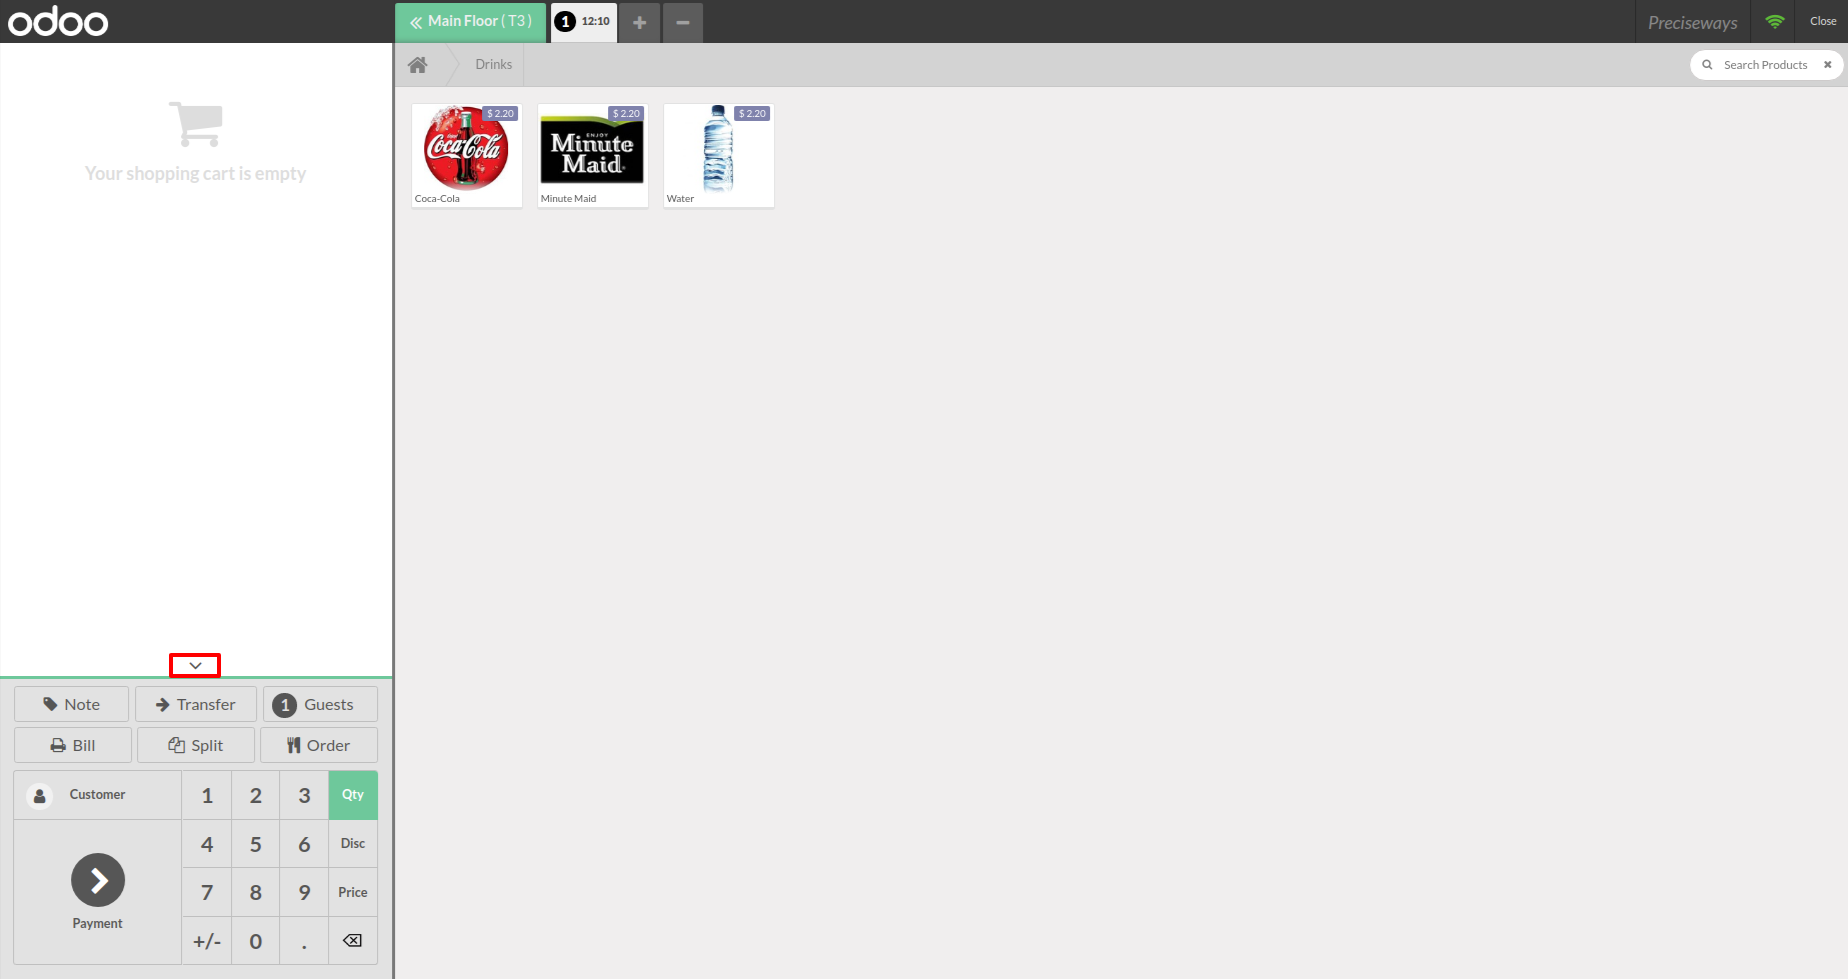 odoo
Main Floor ( T3 )
1 12:10
Preciseways
Close
Drinks
Search Products
Your shopping cart is empty
$ 2.20
Coca-Cola
Coca-Cola
$ 2.20
ENJOY
Minute
Maid
Minute Maid
$ 2.20
Water
Note
Transfer
1 Guests
Bill
Split
Order
Customer
1 2 3 Qty
4 5 6 Disc
7 8 9 Price
Payment
+/- 0 .